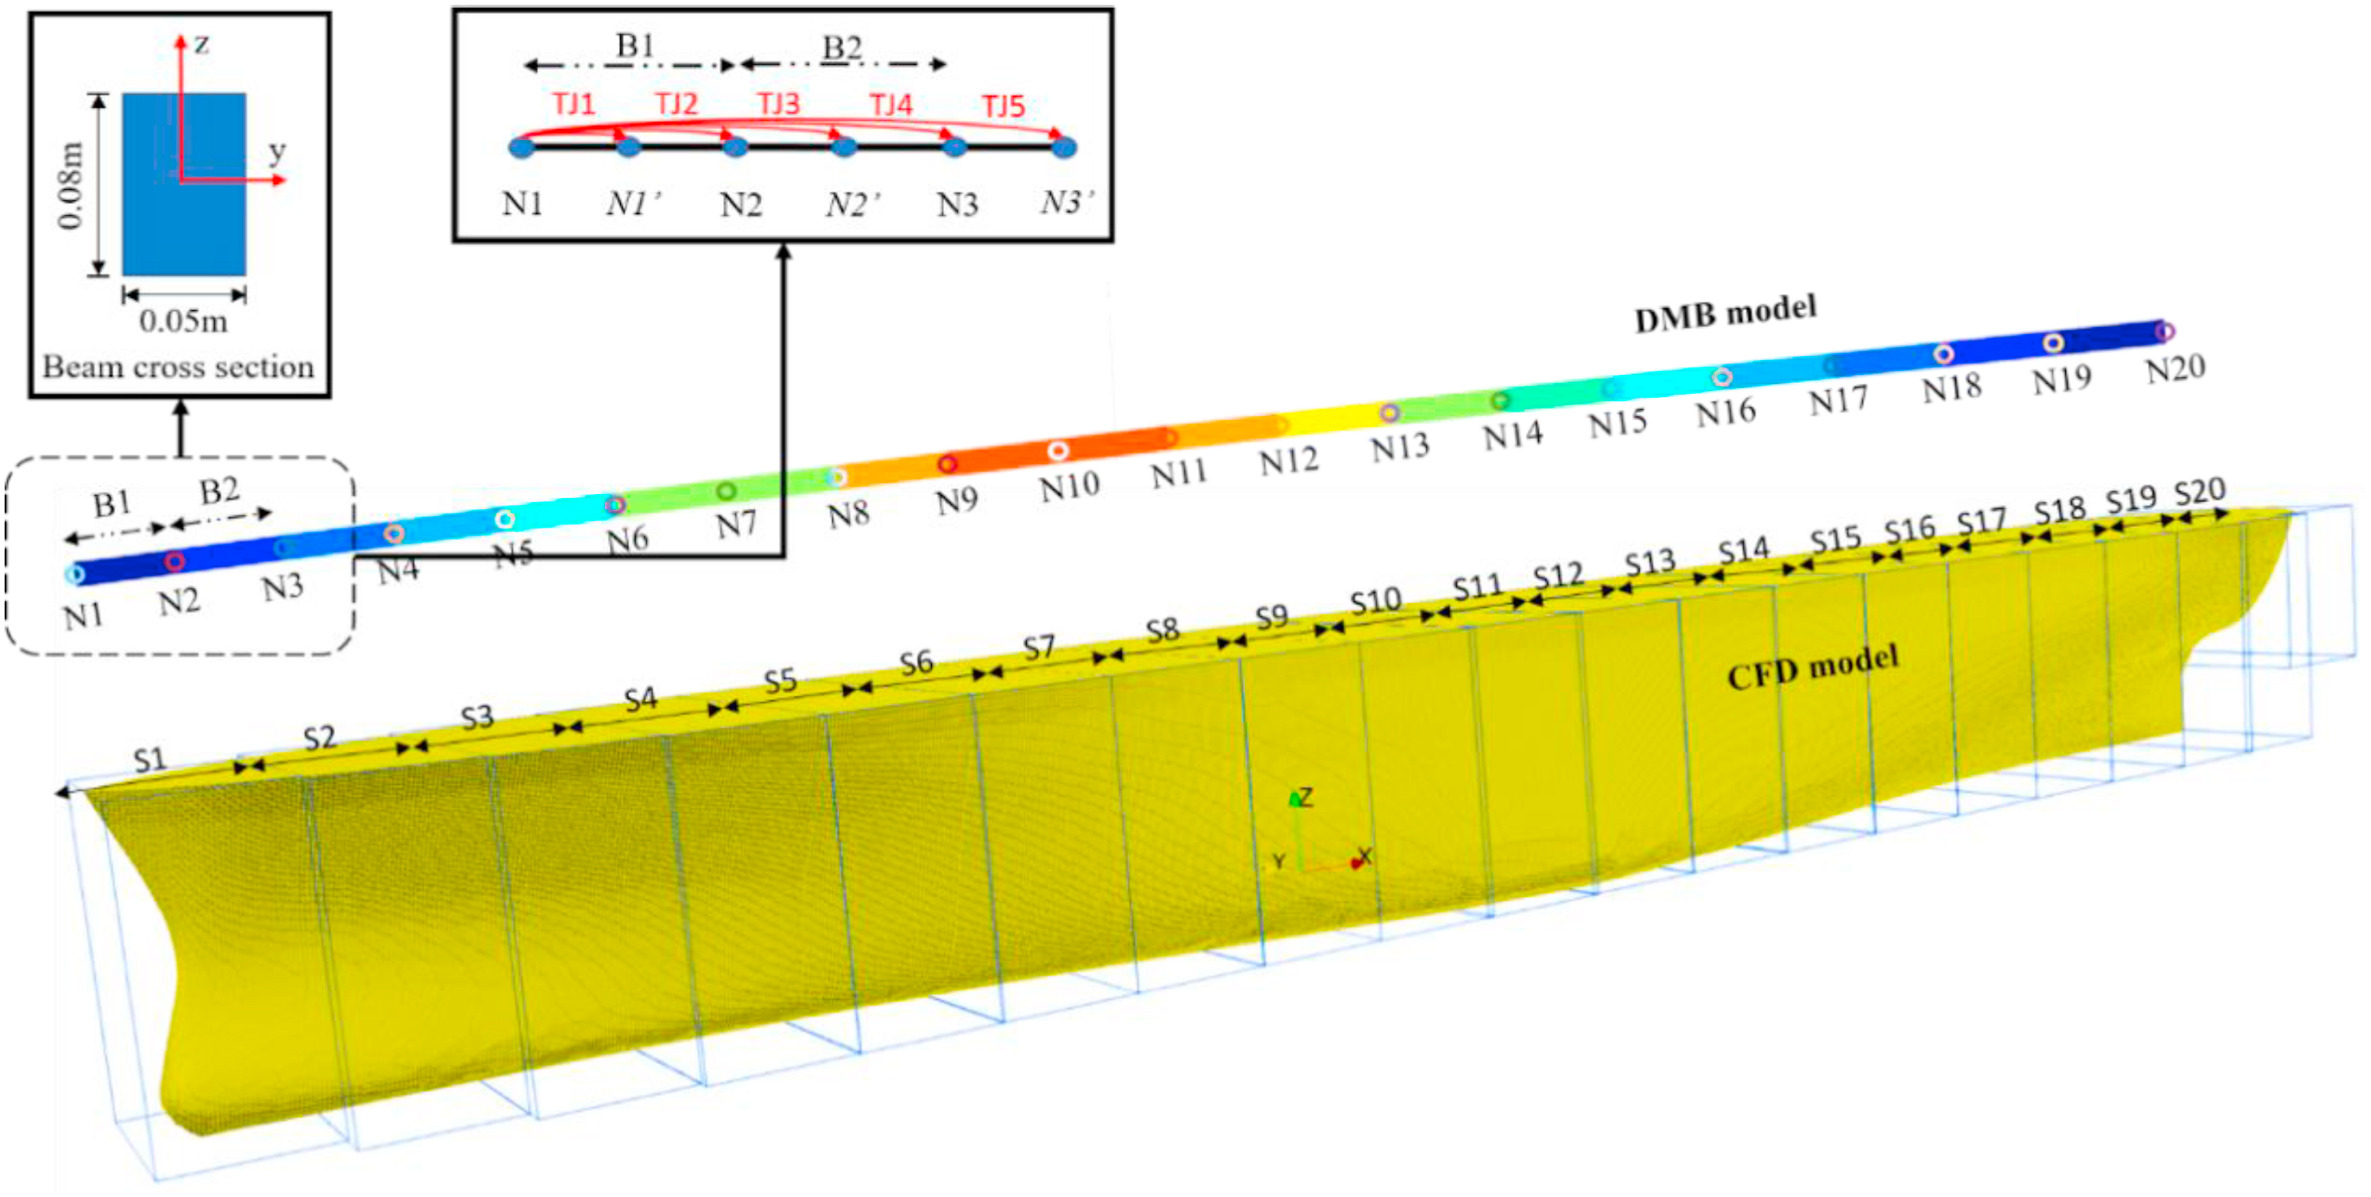 z
y
0.08m
0.05m
Beam cross section
B1 B2
TJ1 TJ2 TJ3 TJ4 TJ5
N1 N1’ N2 N2’ N3 N3’
DMB model
B1 B2
N1 N2 N3 N4 N5 N6 N7 N8 N9 N10 N11 N12 N13 N14 N15 N16 N17 N18 N19 N20
S1 S2 S3 S4 S5 S6 S7 S8 S9 S10 S11 S12 S13 S14 S15 S16 S17 S18 S19 S20
CFD model
Z
Y X